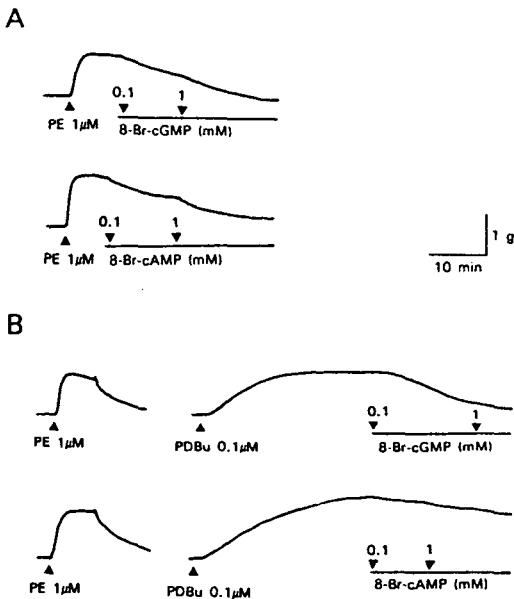 A
0.1 1
PE 1μM 8-Br-cGMP (mM)
0.1 1
PE 1μM 8-Br-cAMP (mM)
1 g
10 min
B
0.1 1
PE 1μM PDBu 0.1μM 8-Br-cGMP (mM)
0.1 1
PE 1μM PDBu 0.1μM 8-Br-cAMP (mM)